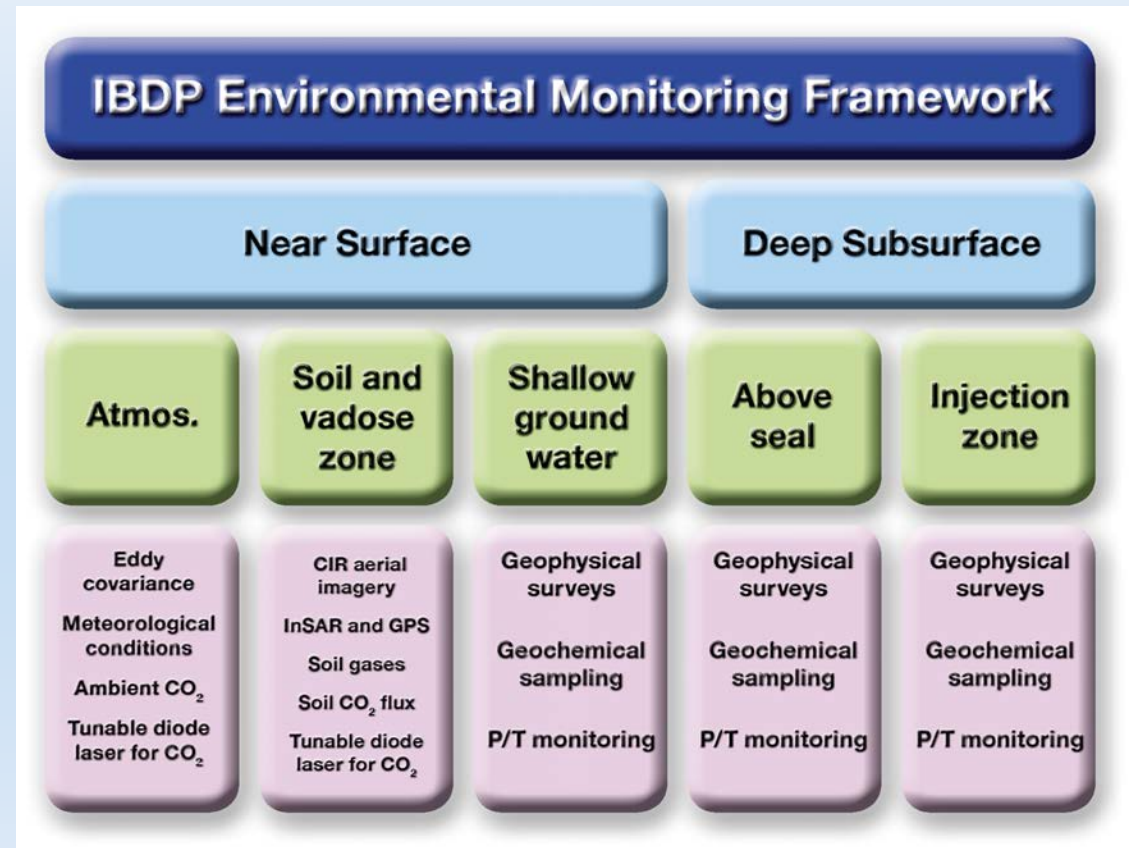 IBDP Environmental Monitoring Framework
Near Surface
Deep Subsurface
Atmos.
Soil and
vadose
zone
Shallow
ground
water
Above
seal
Injection
zone
Eddy
covariance
Meteorological
conditions
Ambient CO₂
Tunable diode
laser for CO₂
CIR aerial
imagery
InSAR and GPS
Soil gases
Soil CO₂ flux
Tunable diode
laser for CO₂
Geophysical
surveys
Geochemical
sampling
P/T monitoring
Geophysical
surveys
Geochemical
sampling
P/T monitoring
Geophysical
surveys
Geochemical
sampling
P/T monitoring